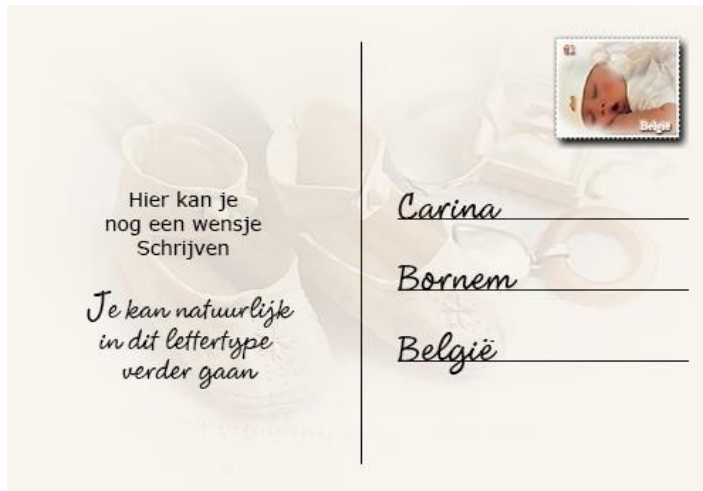 Hier kan je
nog een wensje
Schrijven
Je kan natuurlijk
in dit lettertype
verder gaan
België
Carina
Bornem
België